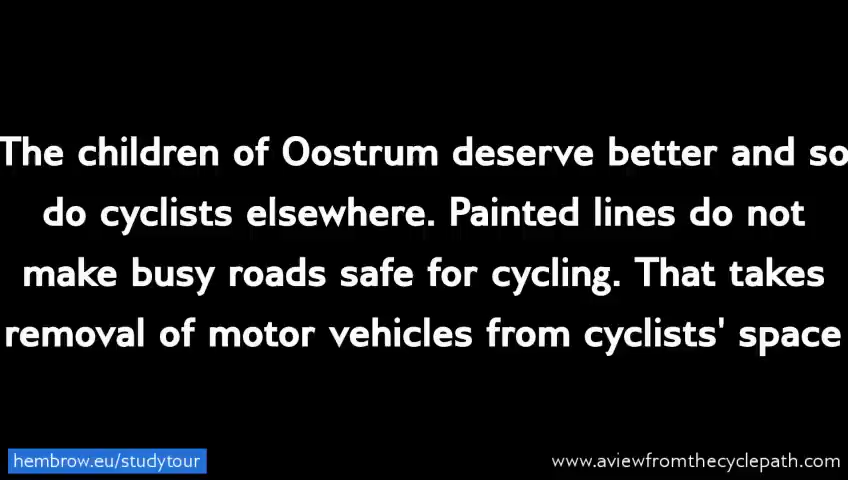 The children of Oostrum deserve better and so
do cyclists elsewhere. Painted lines do not
make busy roads safe for cycling. That takes
removal of motor vehicles from cyclists' space
hembrow.eu/studytour
www.aviewfromthecyclepath.com